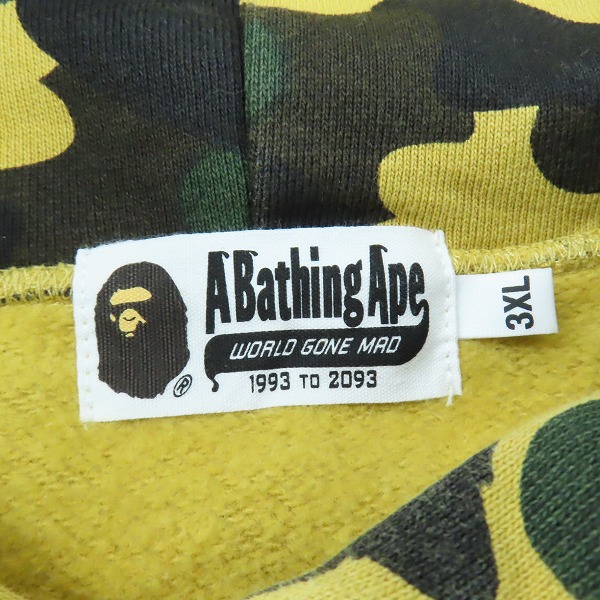 A Bathing Ape
WORLD GONE MAD
1993 TO 2093
®
3XL